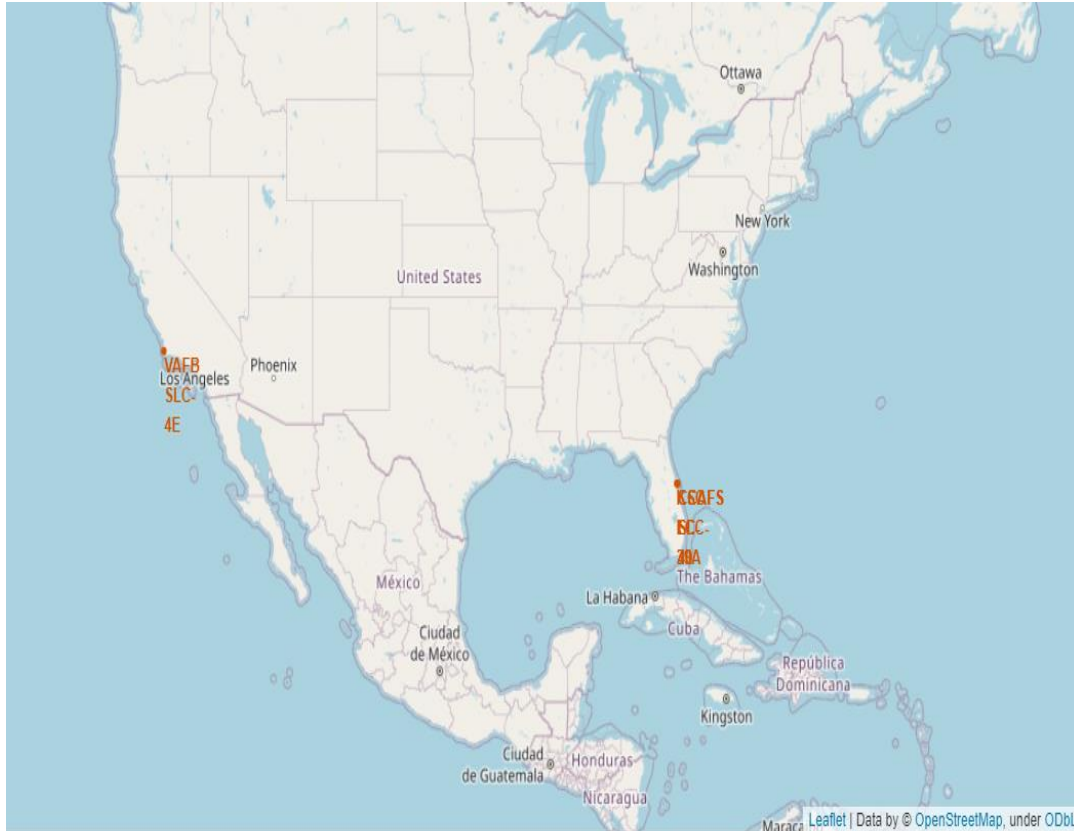 Ottawa
New York
Washington
United States
VAFB
Los Angeles
SLC-
4E
Phoenix
The Bahamas
México
La Habana
Cuba
Ciudad
de México
República
Dominicana
Kingston
Ciudad
de Guatemala
Honduras
Nicaragua
Leaflet | Data by © OpenStreetMap, under ODbL